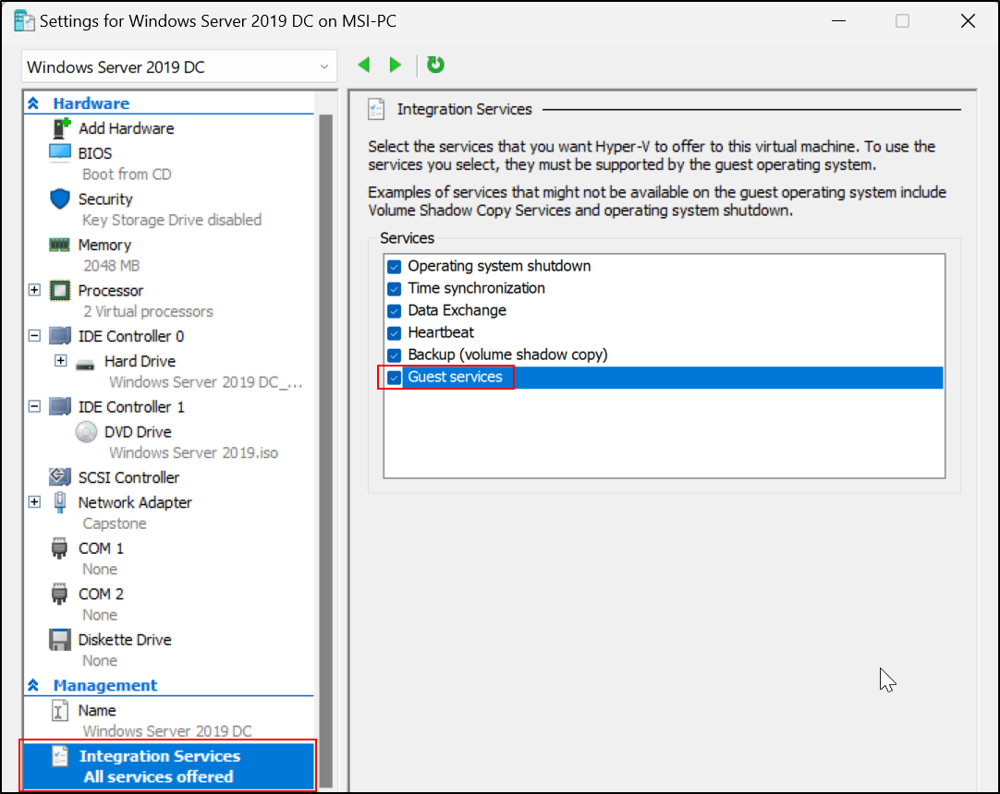 Settings for Windows Server 2019 DC on MSI-PC
Windows Server 2019 DC
Hardware
Add Hardware
BIOS
Boot from CD
Security
Key Storage Drive disabled
Memory
2048 MB
Processor
2 Virtual processors
IDE Controller 0
Hard Drive
Windows Server 2019 DC_...
IDE Controller 1
DVD Drive
Windows Server 2019.iso
SCSI Controller
Network Adapter
Capstone
COM 1
None
COM 2
None
Diskette Drive
None
Management
Name
Windows Server 2019 DC
Integration Services
All services offered
Integration Services
Select the services that you want Hyper-V to offer to this virtual machine. To use the
services you select, they must be supported by the guest operating system.
Examples of services that might not be available on the guest operating system include
Volume Shadow Copy Services and operating system shutdown.
Services
Operating system shutdown
Time synchronization
Data Exchange
Heartbeat
Backup (volume shadow copy)
Guest services